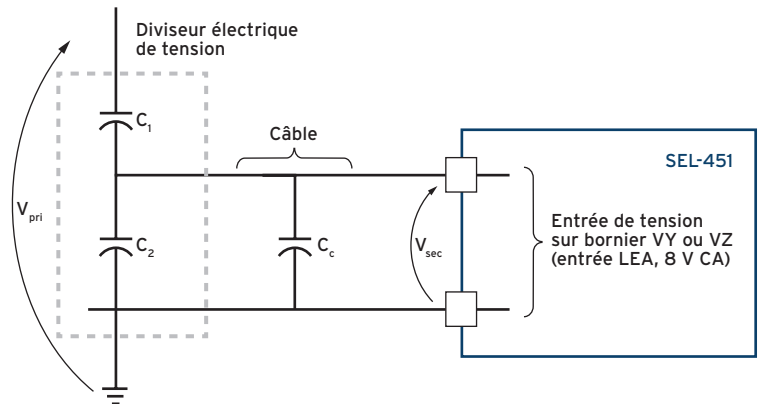 Diviseur électrique
de tension
C1
Câble
SEL-451
Vpri
C2
Cc
Vsec
Entrée de tension
sur bornier VY ou VZ
(entrée LEA, 8 V CA)